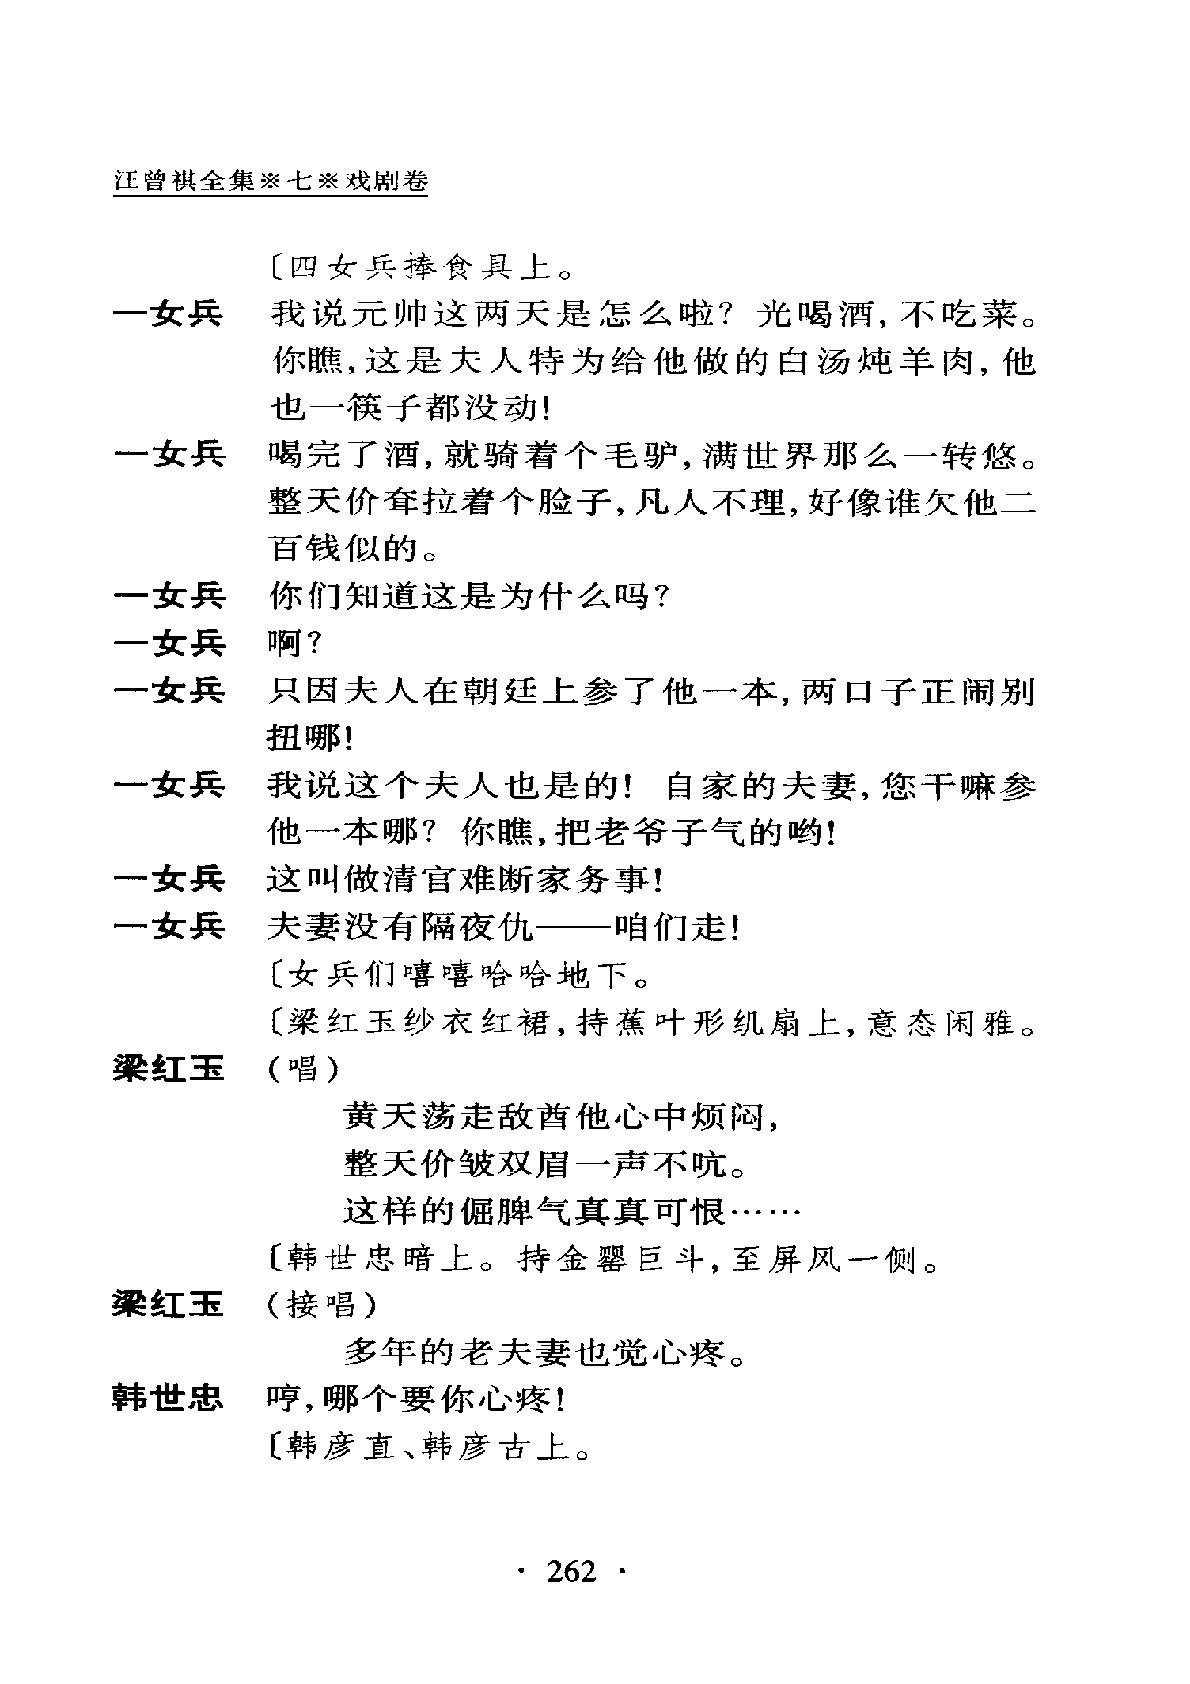 汪曾祺全集※七※戏剧卷
〔四女兵捧食具上。
一女兵 我说元帅这两天是怎么啦？光喝酒，不吃菜。
你瞧，这是夫人特为给他做的白汤炖羊肉，他
也一筷子都没动！
一女兵 喝完了酒，就骑着个毛驴，满世界那么一转悠。
整天价耷拉着个脸子，凡人不理，好像谁欠他二
百钱似的。
一女兵 你们知道这是为什么吗？
一女兵 啊？
一女兵 只因夫人在朝廷上参了他一本，两口子正闹别
扭哪！
一女兵 我说这个夫人也是的！自家的夫妻，您干嘛参
他一本哪？你瞧，把老爷子气的哟！
一女兵 这叫做清官难断家务事！
一女兵 夫妻没有隔夜仇——咱们走！
〔女兵们嘻嘻哈哈地下。
〔梁红玉纱衣红裙，持蕉叶形纨扇上，意态闲雅。
梁红玉 （唱）
黄天荡走敌酋他心中烦闷，
整天价皱双眉一声不吭。
这样的倔脾气真真可恨……
〔韩世忠暗上。持金罂巨斗，至屏风一侧。
梁红玉 （接唱）
多年的老夫妻也觉心疼。
韩世忠 哼，哪个要你心疼！
〔韩彦直、韩彦古上。
· 262 ·